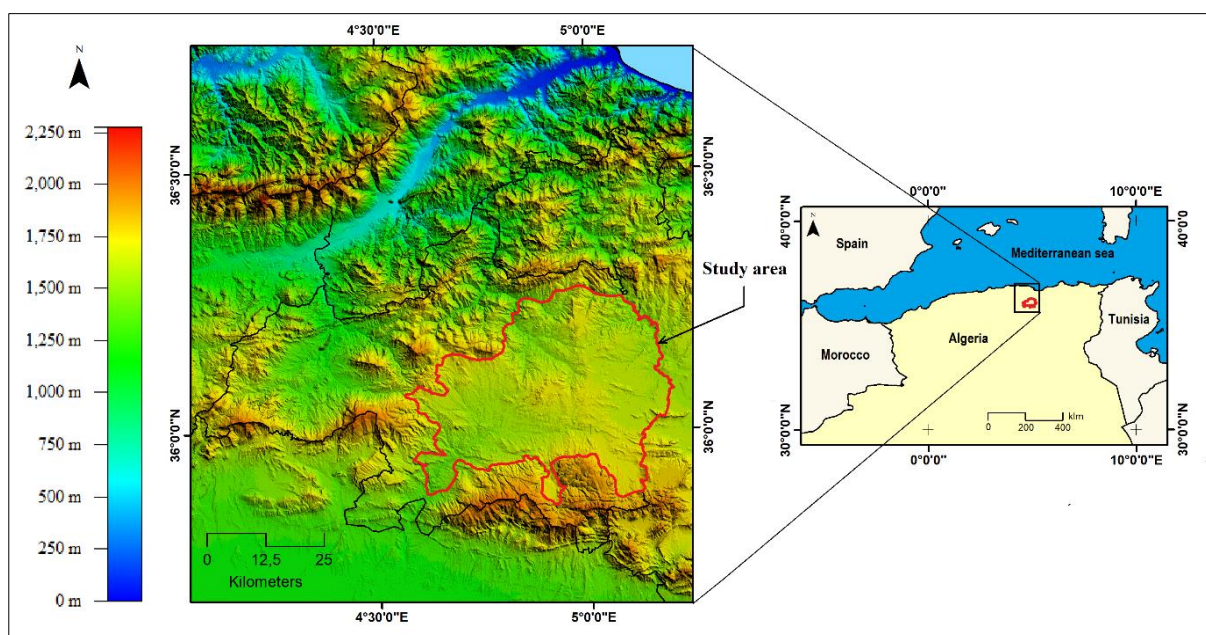 N
2,250 m
2,000 m
1,750 m
1,500 m
1,250 m
1,000 m
750 m
500 m
250 m
0 m
4°30'0"E
5°0'0"E
36°30'0"N
36°0'0"N
36°30'0"N
36°0'0"N
4°30'0"E
5°0'0"E
0
12,5
25
Kilometers
Study area
0°0'0"
10°0'0"E
40°0'0"N
30°0'0"N
40°0'0
30°0'0"N
0°0'0"
10°0'0"E
N
Spain
Mediterranean sea
Algeria
Tunisia
Morocco
klm
0
200
400